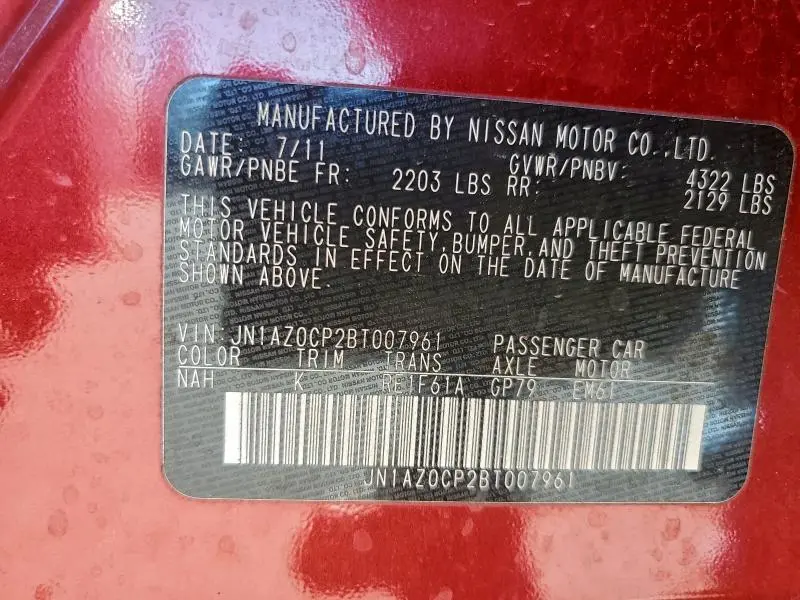 MANUFACTURED BY NISSAN MOTOR CO.,LTD.
DATE: 7/11 GVWR/PNBV: 4322 LBS
GAWR/PNBE FR: 2203 LBS RR: 2129 LBS
THIS VEHICLE CONFORMS TO ALL APPLICABLE FEDERAL
MOTOR VEHICLE SAFETY, BUMPER, AND THEFT PREVENTION
STANDARDS IN EFFECT ON THE DATE OF MANUFACTURE
SHOWN ABOVE.
VIN: JN1AZ0CP2BT007961 PASSENGER CAR
COLOR TRIM TRANS AXLE MOTOR
NAH K RE1F61A GP79 EM61
JN1AZ0CP2BT007961